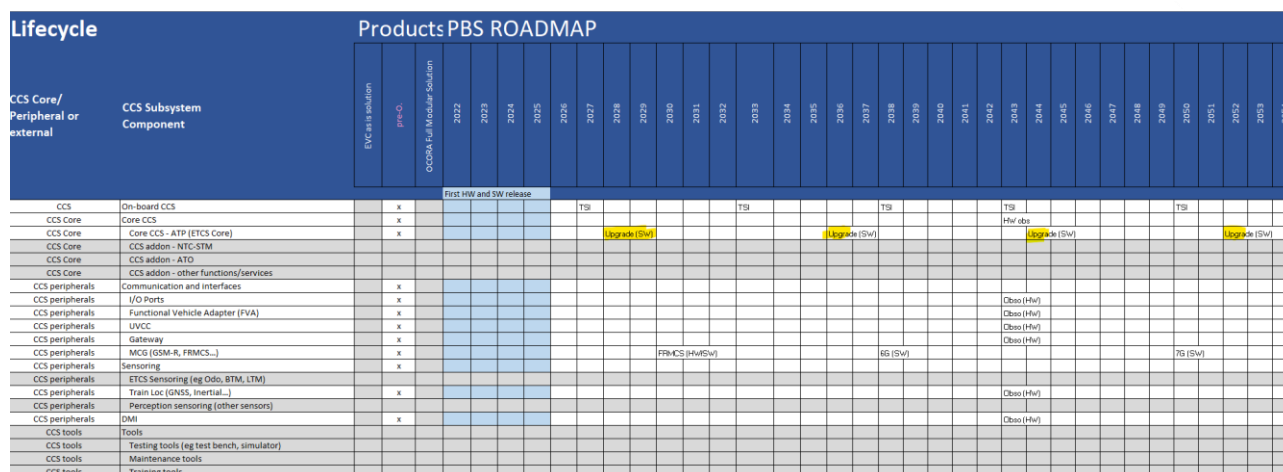 Lifecycle Products PBS ROADMAP
CCS Core/ Peripheral or external CCS Subsystem Component EVC as is solution pre-O. OCORA Full Modular Solution 2022 2023 2024 2025 2026 2027 2028 2029 2030 2031 2032 2033 2034 2035 2036 2037 2038 2039 2040 2041 2042 2043 2044 2045 2046 2047 2048 2049 2050 2051 2052 2053
First HW and SW release
CCS On-board CCS x TSI TSI TSI TSI TSI
CCS Core Core CCS x HW obs
CCS Core Core CCS - ATP (ETCS Core) x Upgrade (SW) Upgrade (SW) Upgrade (SW) Upgrade (SW)
CCS Core CCS addon - NTC-STM
CCS Core CCS addon - ATO
CCS Core CCS addon - other functions/services
CCS peripherals Communication and interfaces x
CCS peripherals I/O Ports x Obso (HW)
CCS peripherals Functional Vehicle Adapter (FVA) x Obso (HW)
CCS peripherals UVCC x Obso (HW)
CCS peripherals Gateway x Obso (HW)
CCS peripherals MCG (GSM-R, FRMCS...) x FRMCS (HW/SW) 6G (SW) 7G (SW)
CCS peripherals Sensoring x
CCS peripherals ETCS Sensoring (eg Odo, BTM, LTM)
CCS peripherals Train Loc (GNSS, Inertial...) x Obso (HW)
CCS peripherals Perception sensoring (other sensors)
CCS peripherals DMI x Obso (HW)
CCS tools Tools
CCS tools Testing tools (eg test bench, simulator)
CCS tools Maintenance tools
CCS tools Training tools